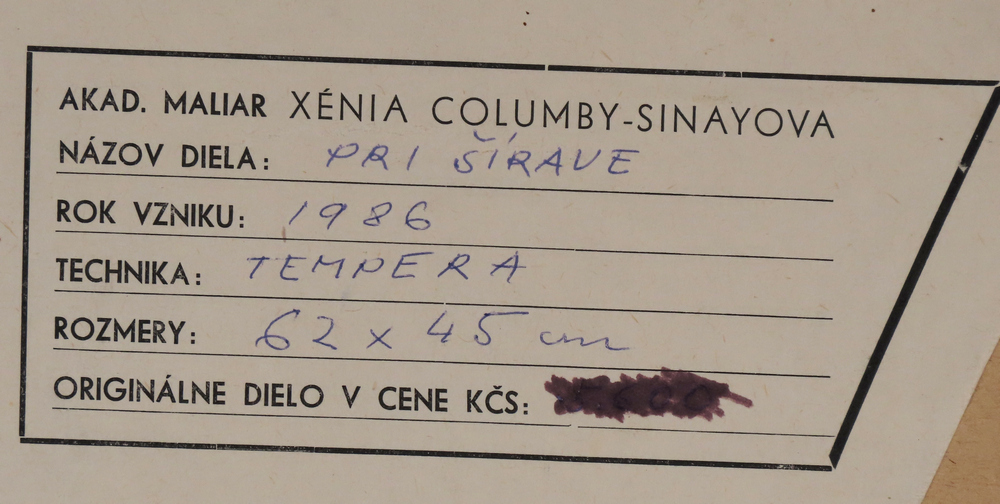 AKAD. MALIAR XÉNIA COLUMBY-SINAYOVA
NÁZOV DIELA: PRI ŠÍRAVE
ROK VZNIKU: 1986
TECHNIKA: TEMPERA
ROZMERY: 62 x 45 cm
ORIGINÁLNE DIELO V CENE KČS: